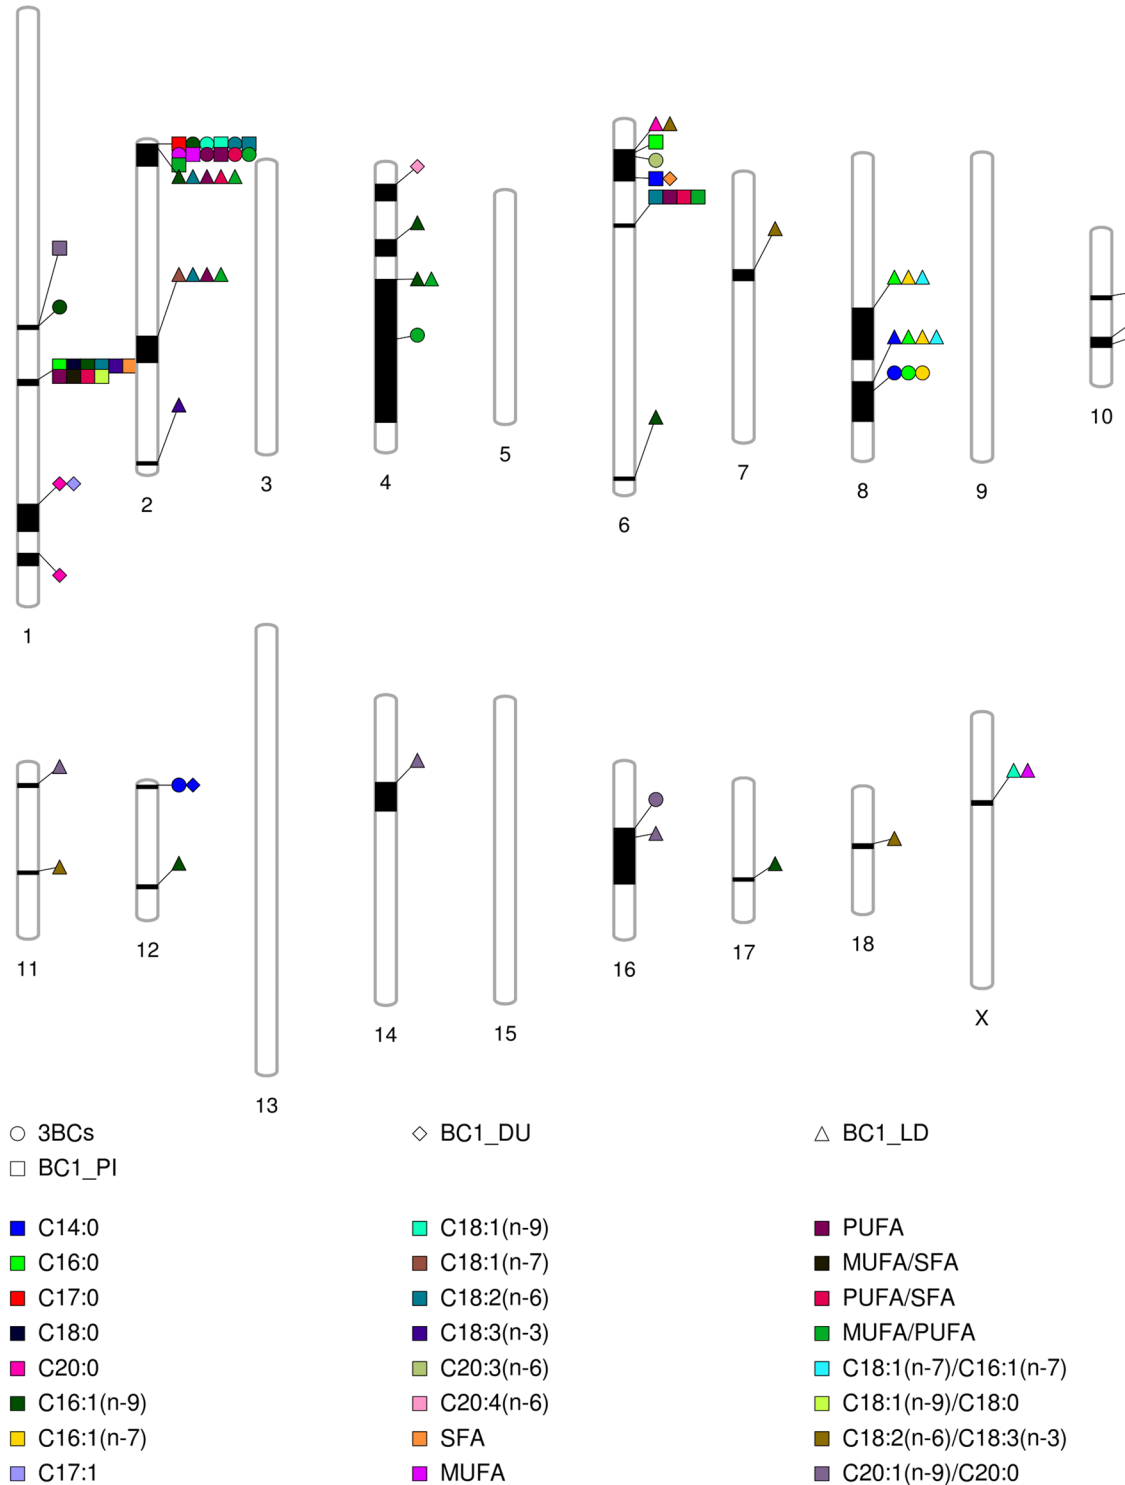 1
2
3
4
5
6
7
8
9
10
11
12
13
14
15
16
17
18
X
3BCs
BC1_DU
BC1_LD
BC1_PI
C14:0
C18:1(n-9)
PUFA
C16:0
C18:1(n-7)
MUFA/SFA
C17:0
C18:2(n-6)
PUFA/SFA
C18:0
C18:3(n-3)
MUFA/PUFA
C20:0
C20:3(n-6)
C18:1(n-7)/C16:1(n-7)
C16:1(n-9)
C20:4(n-6)
C18:1(n-9)/C18:0
C16:1(n-7)
SFA
C18:2(n-6)/C18:3(n-3)
C17:1
MUFA
C20:1(n-9)/C20:0